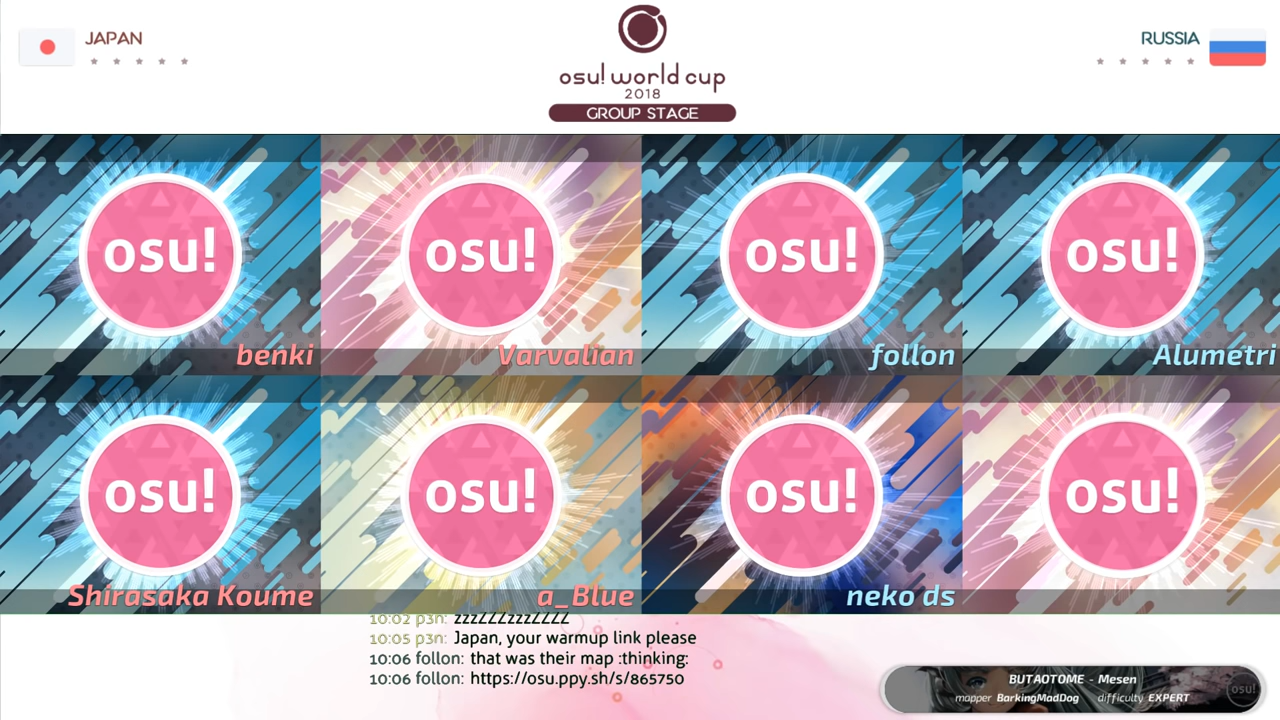 JAPAN
RUSSIA
osu! world cup
2018
GROUP STAGE
osu!
osu!
osu!
osu!
benki
Varvalian
follon
Alumetri
osu!
osu!
osu!
osu!
Shirasaka Koume
a_Blue
neko ds
10:02 p3n: zzzZZZzzzZZZZ
10:05 p3n: Japan, your warmup link please
10:06 follon: that was their map :thinking:
10:06 follon: https://osu.ppy.sh/s/865750
BUTAOTOME - Mesen
mapper BarkingMadDog difficulty EXPERT
osu!